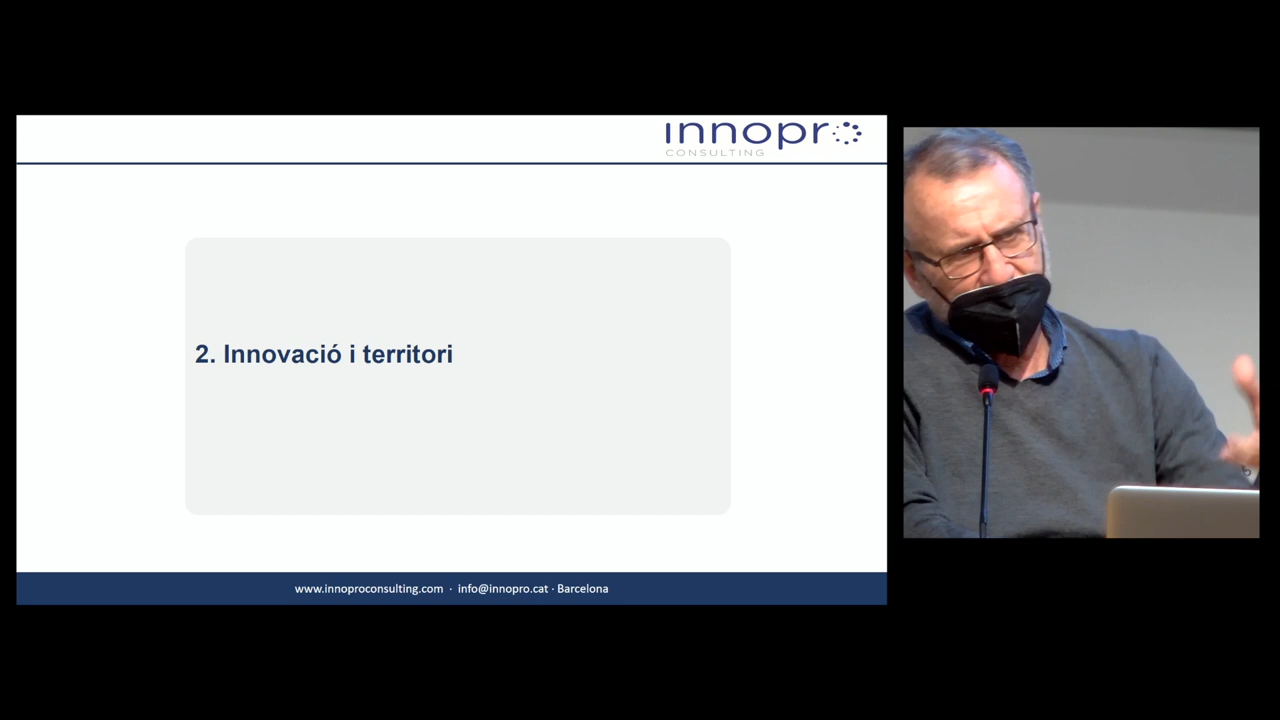 innopro
CONSULTING
2. Innovació i territori
www.innoproconsulting.com · info@innopro.cat · Barcelona